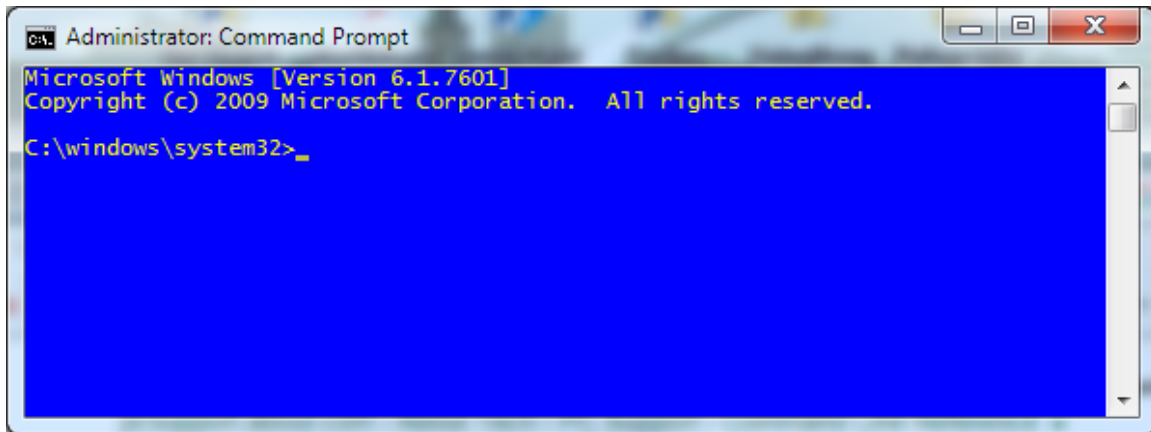 Administrator: Command Prompt
Microsoft Windows [Version 6.1.7601]
Copyright (c) 2009 Microsoft Corporation.  All rights reserved.
C:\windows\system32>_